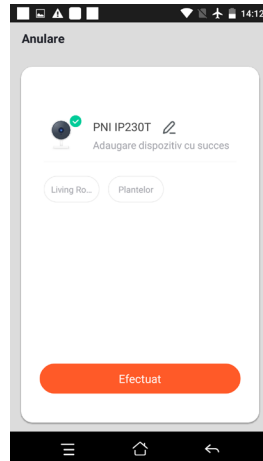 14:12
Anulare
PNI IP230T
Adaugare dispozitiv cu succes
Living Ro... Plantelor
Efectuat